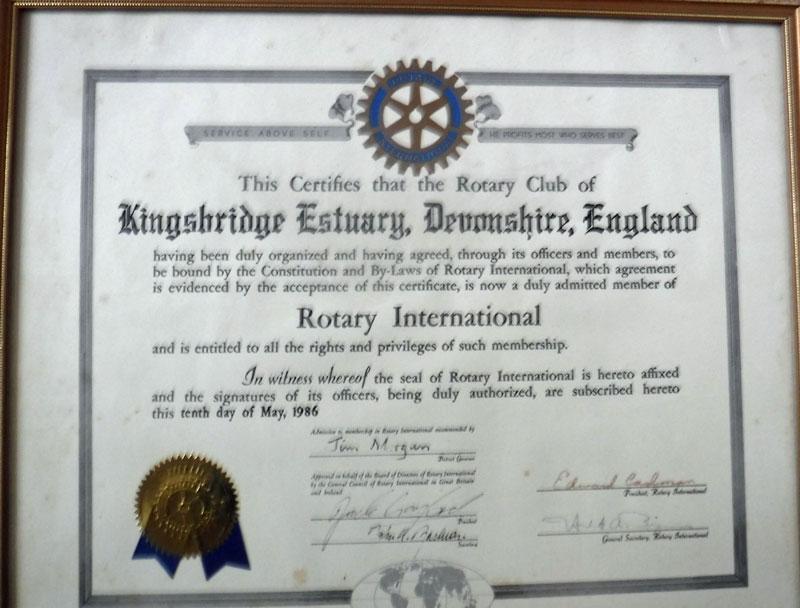 ROTARY
INTERNATIONAL
SERVICE ABOVE SELF
HE PROFITS MOST WHO SERVES BEST
This Certifies that the Rotary Club of
Kingsbridge Estuary, Devonshire, England
having been duly organized and having agreed, through its officers and members, to
be bound by the Constitution and By-Laws of Rotary International, which agreement
is evidenced by the acceptance of this certificate, is now a duly admitted member of
Rotary International
and is entitled to all the rights and privileges of such membership.
In witness whereof the seal of Rotary International is hereto affixed
and the signatures of its officers, being duly authorized, are subscribed hereto
this tenth day of May, 1986
Admission to membership in Rotary International recommended by
Jim Morgan
District Governor
Approved on behalf of the Board of Directors of Rotary International
by the General Council of Rotary International in Great Britain
and Ireland
President
Secretary
Edward Cadman
President, Rotary International
General Secretary, Rotary International